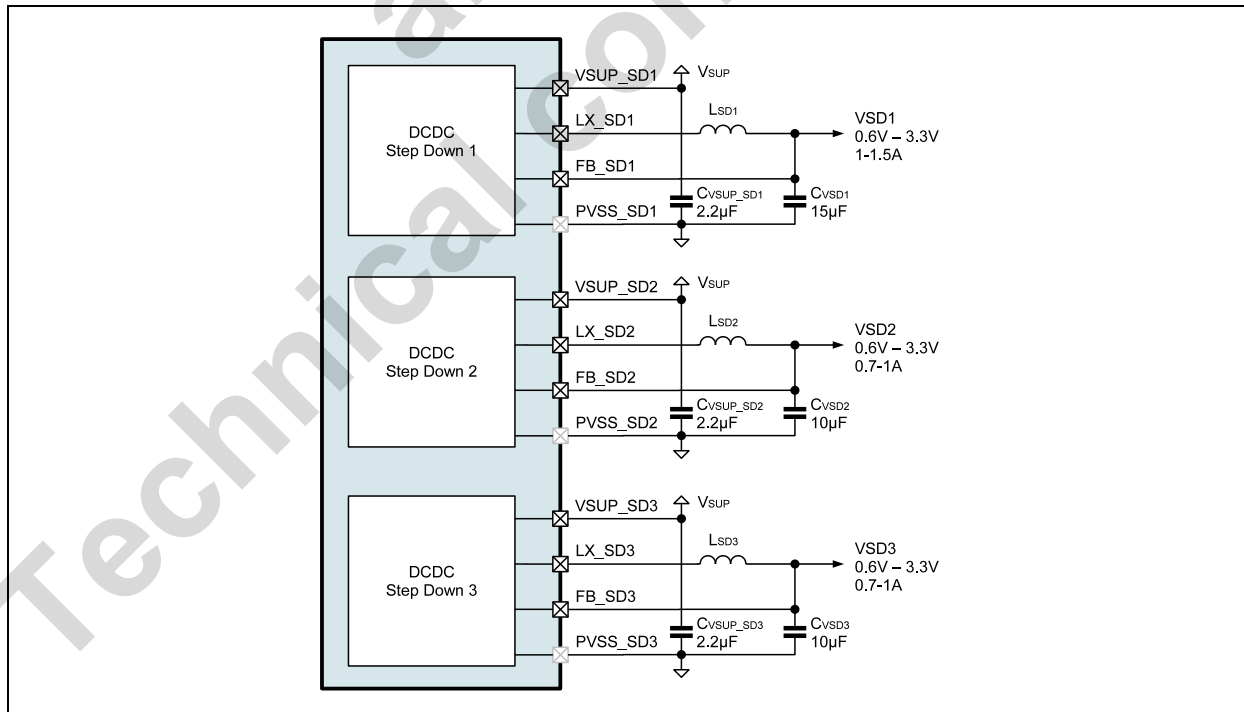 VSUP_SD1
VSUP
LX_SD1
LSD1
VSD1
0.6V – 3.3V
1-1.5A
DCDC
Step Down 1
FB_SD1
CVSUP_SD1
2.2µF
CVSD1
15µF
PVSS_SD1
VSUP_SD2
VSUP
LX_SD2
LSD2
VSD2
0.6V – 3.3V
0.7-1A
DCDC
Step Down 2
FB_SD2
CVSUP_SD2
2.2µF
CVSD2
10µF
PVSS_SD2
VSUP_SD3
VSUP
LX_SD3
LSD3
VSD3
0.6V – 3.3V
0.7-1A
DCDC
Step Down 3
FB_SD3
CVSUP_SD3
2.2µF
CVSD3
10µF
PVSS_SD3
Technical